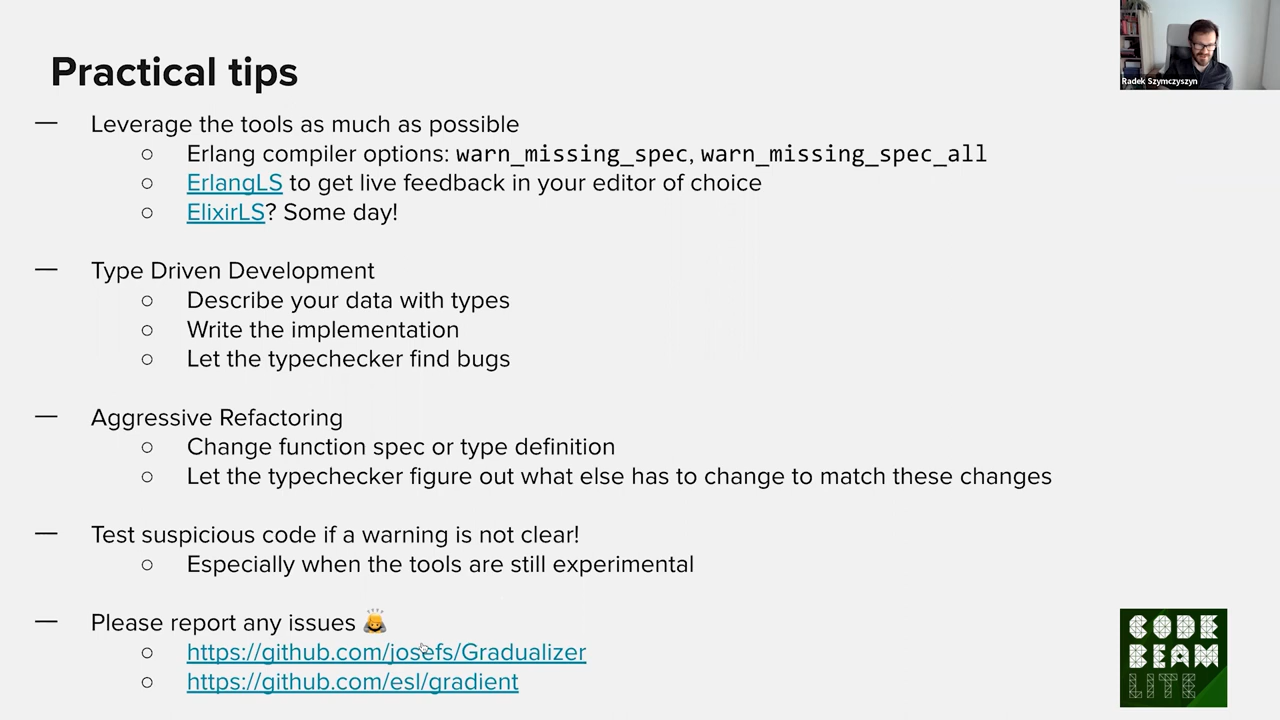 Practical tips
Radek Szymczyszyn
— Leverage the tools as much as possible
○ Erlang compiler options: warn_missing_spec, warn_missing_spec_all
○ ErlangLS to get live feedback in your editor of choice
○ ElixirLS? Some day!
— Type Driven Development
○ Describe your data with types
○ Write the implementation
○ Let the typechecker find bugs
— Aggressive Refactoring
○ Change function spec or type definition
○ Let the typechecker figure out what else has to change to match these changes
— Test suspicious code if a warning is not clear!
○ Especially when the tools are still experimental
— Please report any issues 🙇
○ https://github.com/josefs/Gradualizer
○ https://github.com/esl/gradient
CODE
BEAM
LITE